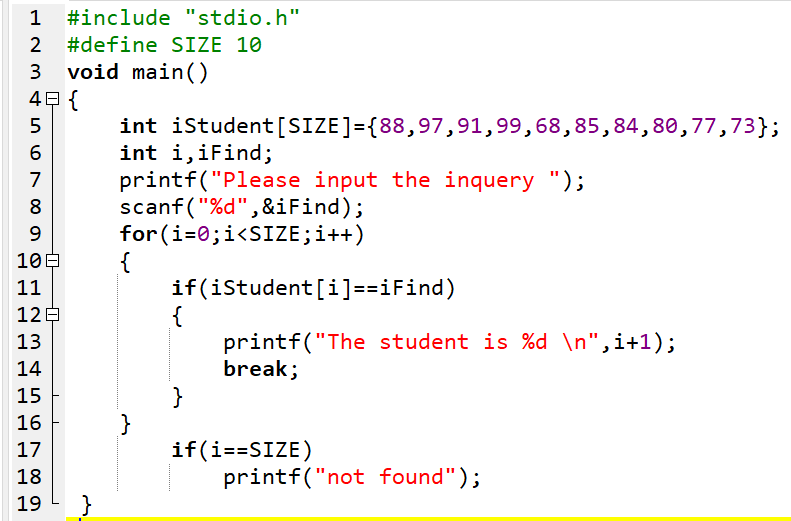 1 #include "stdio.h"
2 #define SIZE 10
3 void main()
4 {
5     int iStudent[SIZE]={88,97,91,99,68,85,84,80,77,73};
6     int i,iFind;
7     printf("Please input the inquery ");
8     scanf("%d",&iFind);
9     for(i=0;i<SIZE;i++)
10     {
11         if(iStudent[i]==iFind)
12         {
13             printf("The student is %d \n",i+1);
14             break;
15         }
16     }
17         if(i==SIZE)
18             printf("not found");
19  }